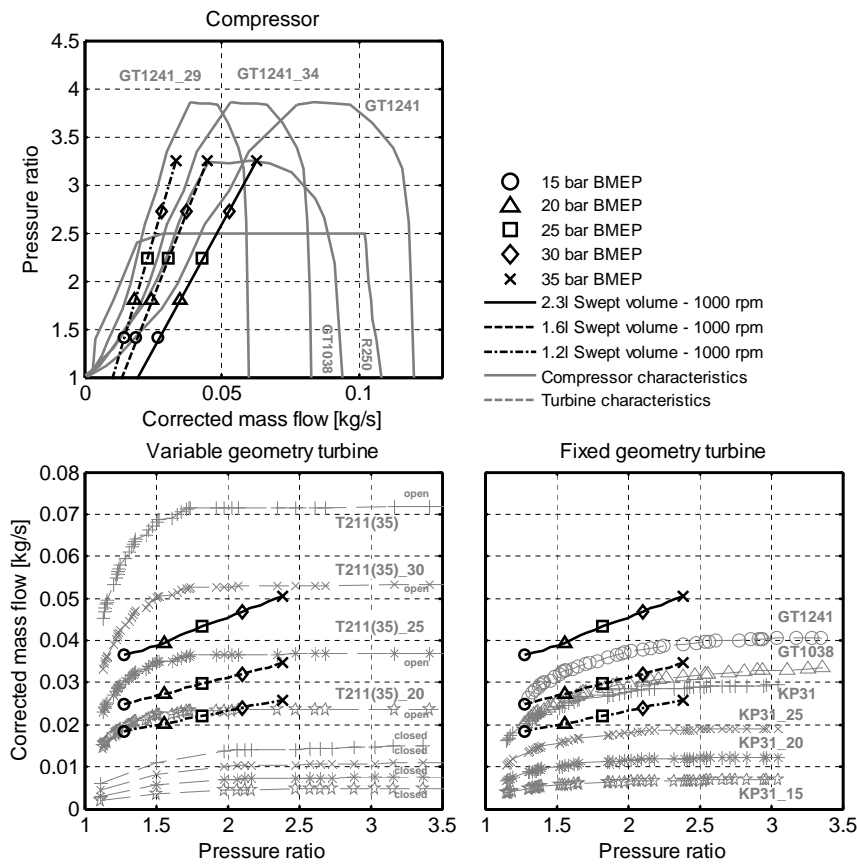 Compressor
4.5
4
3.5
3
2.5
2
1.5
1
Pressure ratio
GT1241_29
GT1241_34
GT1241
GT1038
R250
0
0.05
0.1
Corrected mass flow [kg/s]
15 bar BMEP
20 bar BMEP
25 bar BMEP
30 bar BMEP
35 bar BMEP
2.3l Swept volume - 1000 rpm
1.6l Swept volume - 1000 rpm
1.2l Swept volume - 1000 rpm
Compressor characteristics
Turbine characteristics
Variable geometry turbine
0.08
0.07
0.06
0.05
0.04
0.03
0.02
0.01
0
Corrected mass flow [kg/s]
open
T211(35)
T211(35)_30
open
T211(35)_25
open
T211(35)_20
open
closed
closed
closed
closed
1
1.5
2
2.5
3
3.5
Pressure ratio
Fixed geometry turbine
GT1241
GT1038
KP31
KP31_25
KP31_20
KP31_15
1
1.5
2
2.5
3
3.5
Pressure ratio